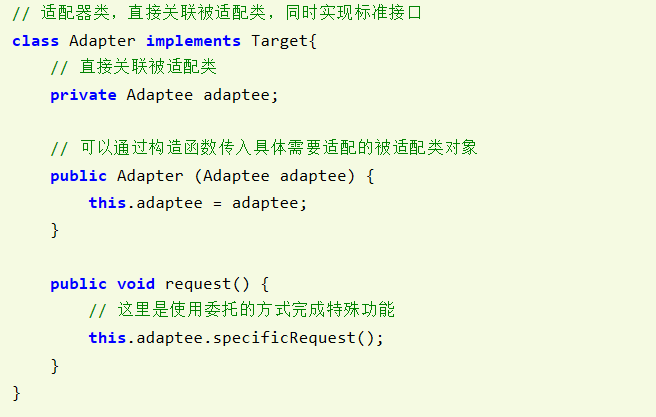 // 适配器类，直接关联被适配类，同时实现标准接口
class Adapter implements Target{
    // 直接关联被适配类
    private Adaptee adaptee;
    // 可以通过构造函数传入具体需要适配的被适配类对象
    public Adapter (Adaptee adaptee) {
        this.adaptee = adaptee;
    }
    public void request() {
        // 这里是使用委托的方式完成特殊功能
        this.adaptee.specificRequest();
    }
}